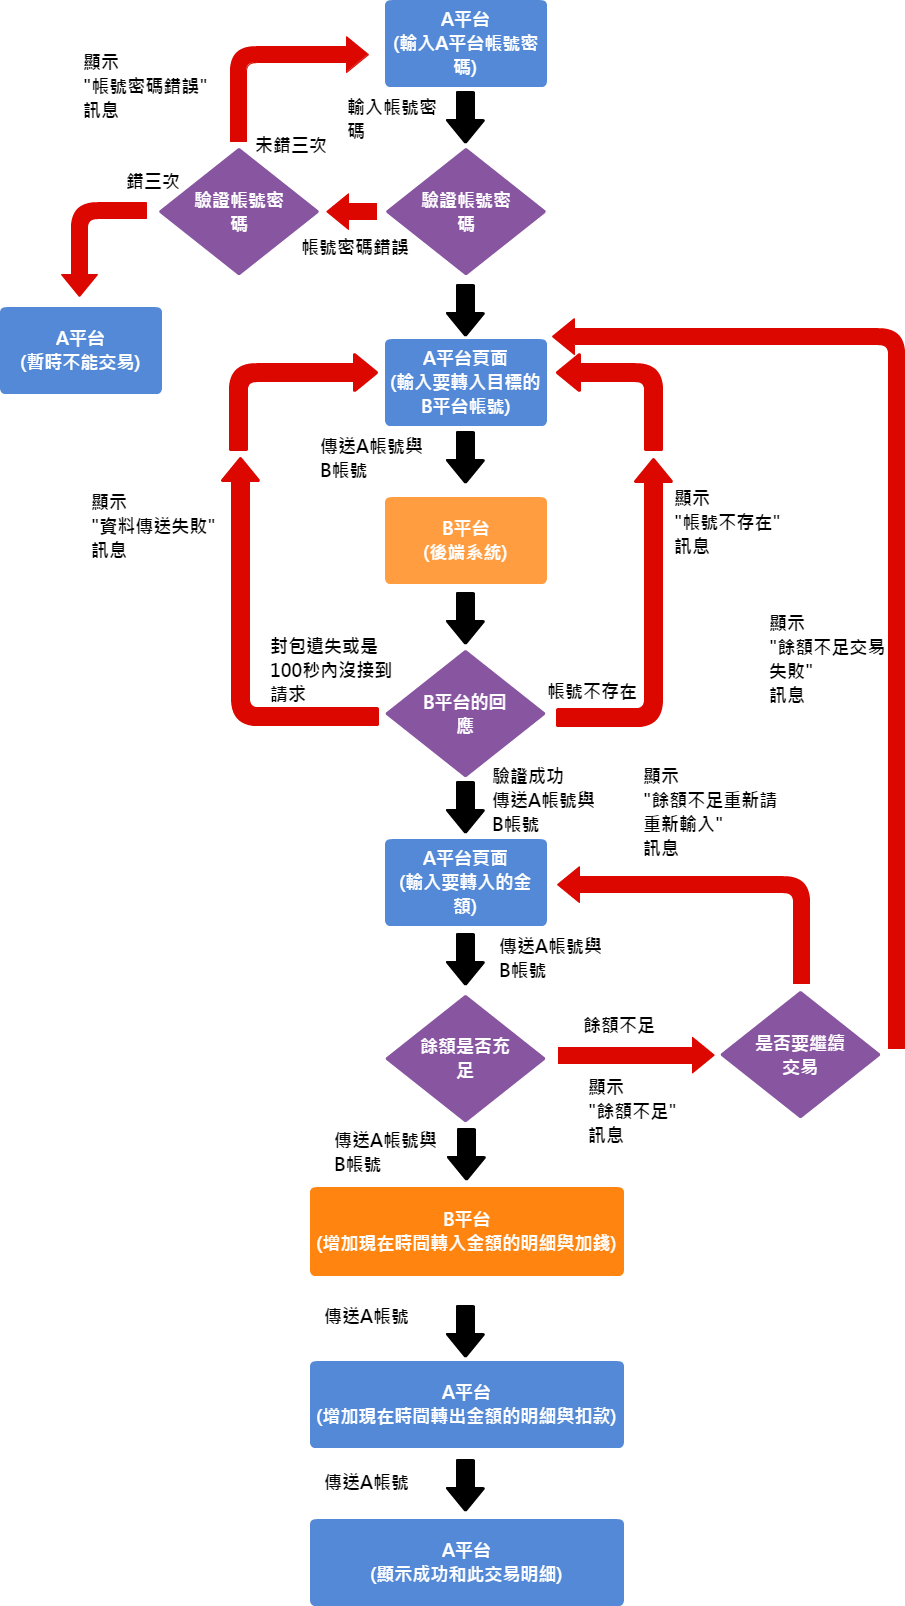 A平台
(輸入A平台帳號密
碼)
顯示
"帳號密碼錯誤"
訊息
輸入帳號密
碼
未錯三次
錯三次
驗證帳號密
碼
驗證帳號密
碼
帳號密碼錯誤
A平台
(暫時不能交易)
A平台頁面
(輸入要轉入目標的
B平台帳號)
傳送A帳號與
B帳號
顯示
"資料傳送失敗"
訊息
B平台
(後端系統)
顯示
"帳號不存在"
訊息
顯示
"餘額不足交易
失敗"
訊息
封包遺失或是
100秒內沒接到
請求
B平台的回
應
帳號不存在
驗證成功
傳送A帳號與
B帳號
顯示
"餘額不足重新請
重新輸入"
訊息
A平台頁面
(輸入要轉入的金
額)
傳送A帳號與
B帳號
餘額是否充
足
餘額不足
顯示
"餘額不足"
訊息
是否要繼續
交易
傳送A帳號與
B帳號
B平台
(增加現在時間轉入金額的明細與加錢)
傳送A帳號
A平台
(增加現在時間轉出金額的明細與扣款)
傳送A帳號
A平台
(顯示成功和此交易明細)